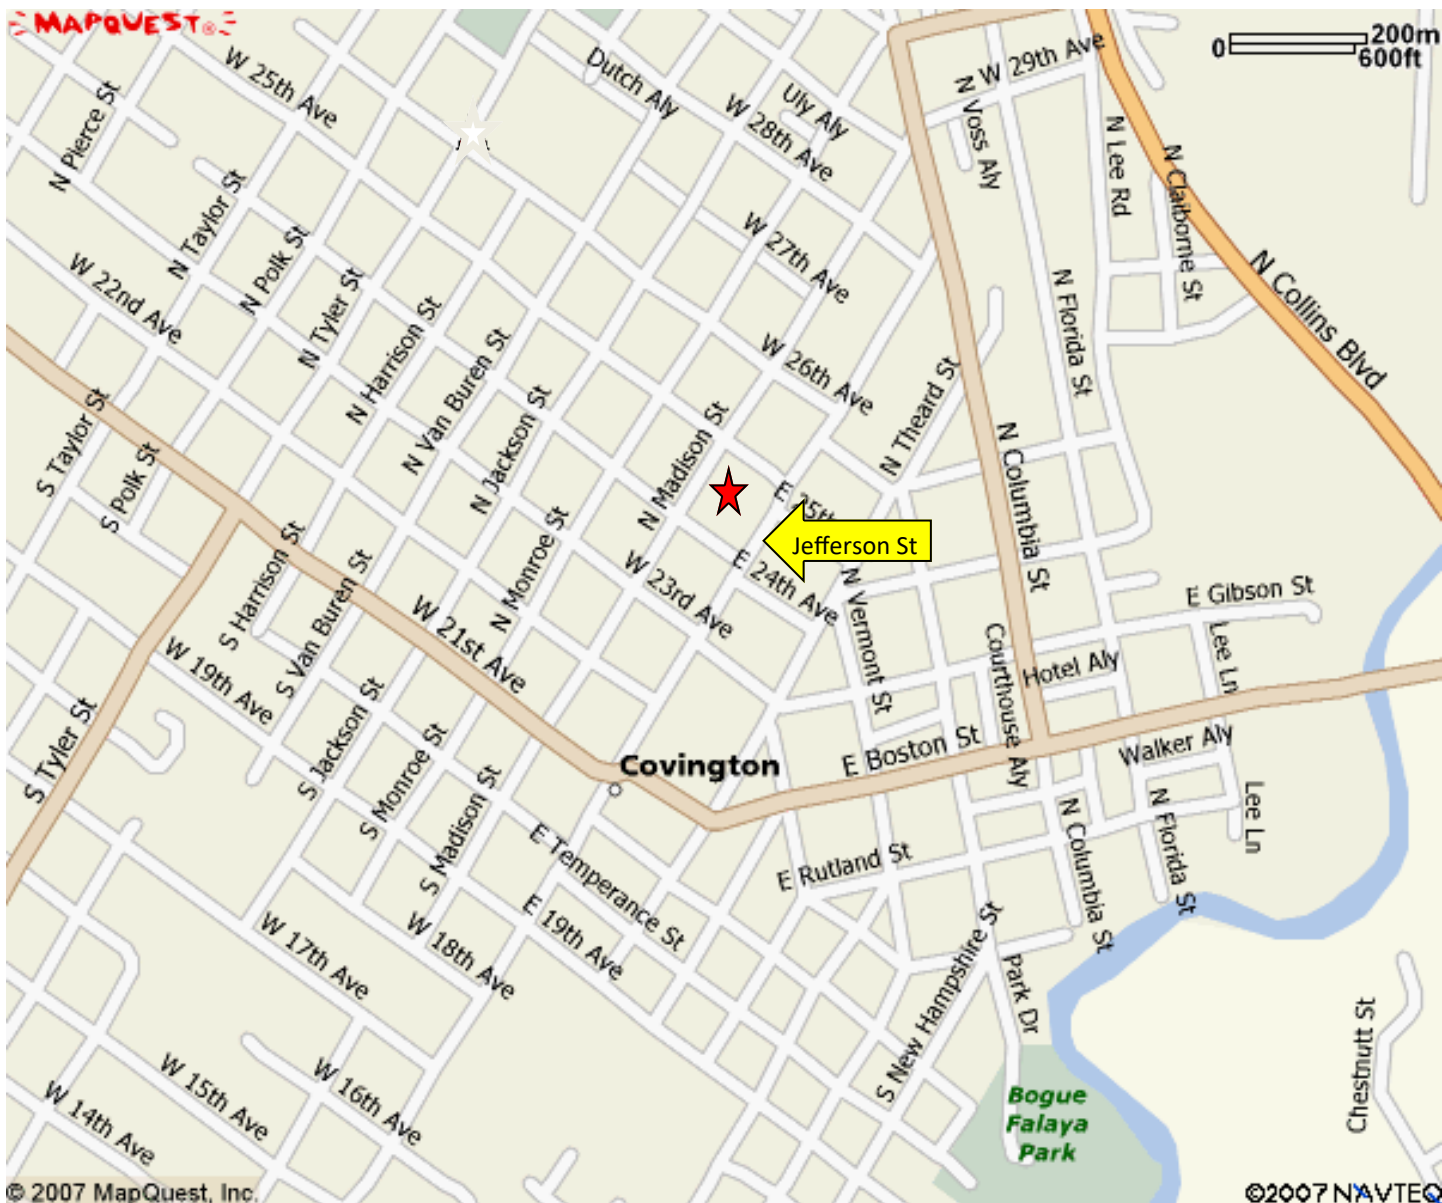 MAPQUEST®
0 200m
600ft
W 25th Ave
Dutch Aly
Uly Aly
W 28th Ave
W 29th Ave
N Voss Aly
N Lee Rd
N Claiborne St
N Pierce St
N Taylor St
N Polk St
W 22nd Ave
N Tyler St
N Harrison St
N Van Buren St
W 27th Ave
N Florida St
N Collins Blvd
W 26th Ave
N Theard St
S Taylor St
S Polk St
N Jackson St
N Madison St
N Columbia St
E 25th
Jefferson St
N Monroe St
E 24th Ave
W 23rd Ave
N Vermont St
E Gibson St
S Harrison St
S Van Buren St
W 21st Ave
Courthouse Aly
Hotel Aly
Lee Ln
W 19th Ave
S Tyler St
S Jackson St
S Monroe St
S Madison St
Covington
E Boston St
Walker Aly
Lee Ln
N Columbia St
N Florida St
E Temperance St
E Rutland St
E 19th Ave
W 18th Ave
W 17th Ave
S New Hampshire St
Park Dr
Chestnutt St
W 16th Ave
W 15th Ave
W 14th Ave
Bogue
Falaya
Park
© 2007 MapQuest, Inc.
©2007 NAVTEQ